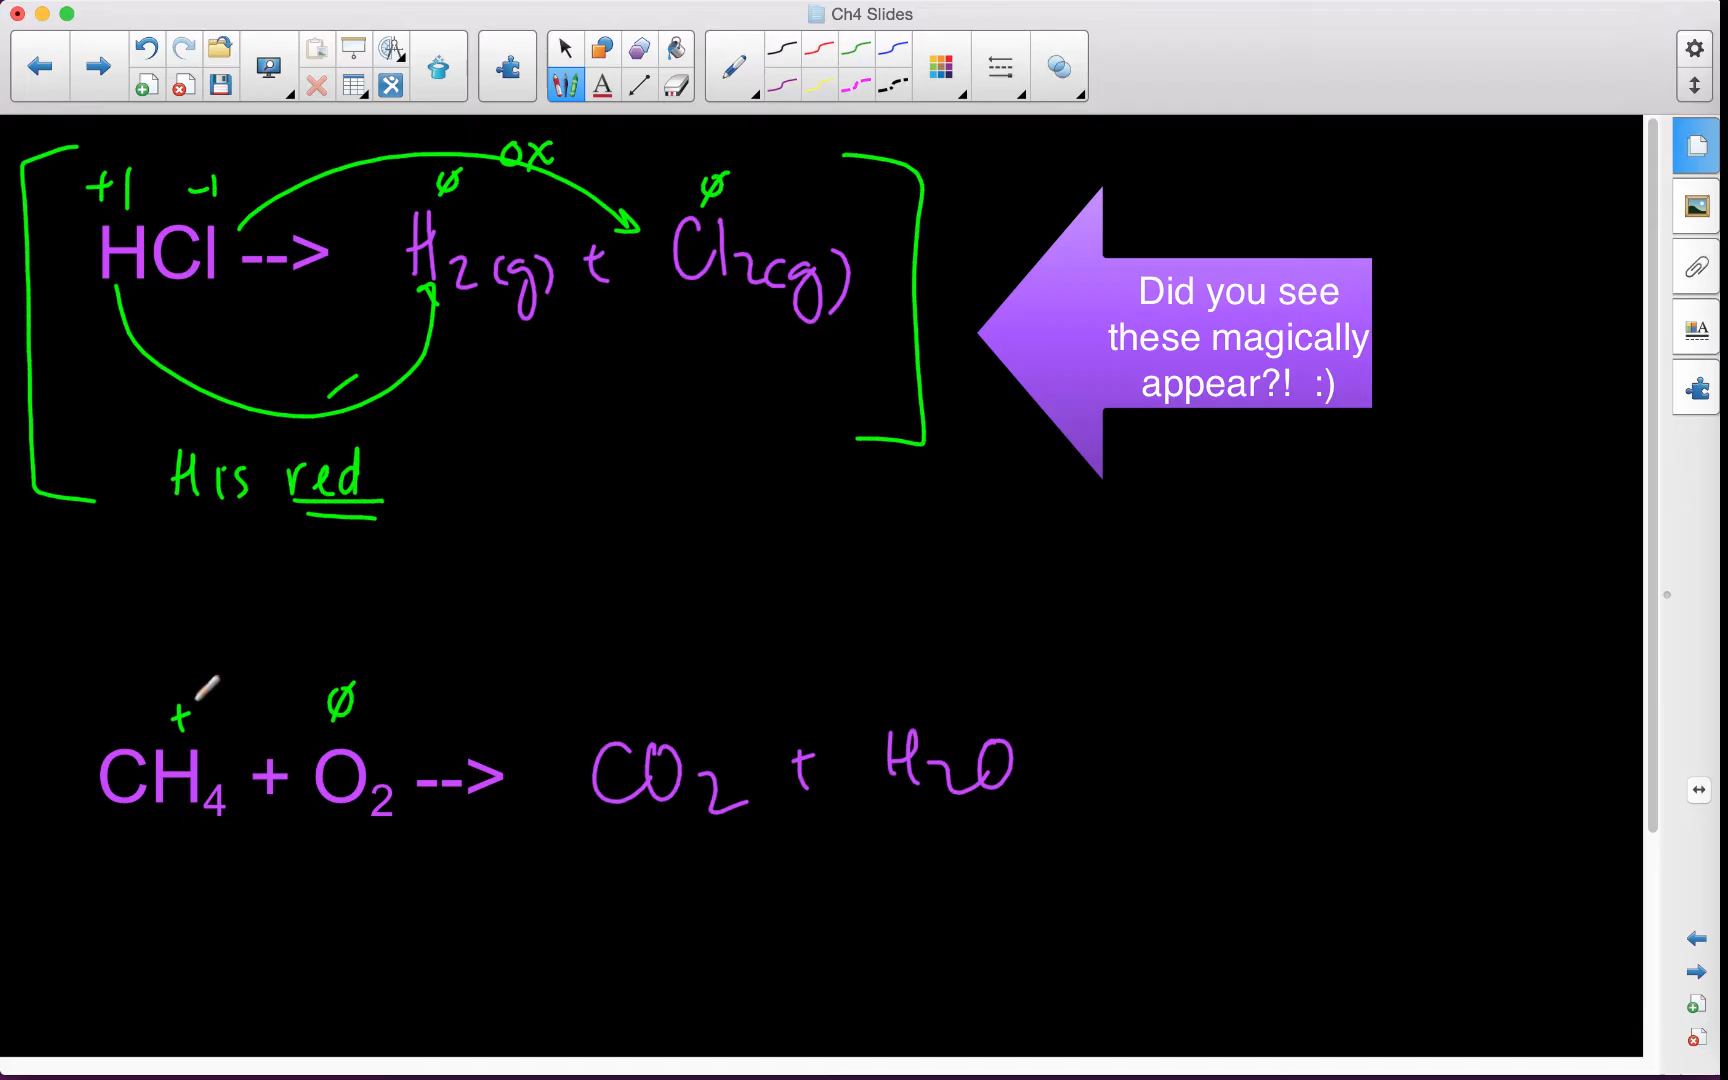 Ch4 Slides
ox
+1 -1 ∅ ∅
HCl --> H2(g) + Cl2(g)
Did you see
these magically
appear?! :)
H is red
+ ∅
CH₄ + O₂ --> CO2 + H2O